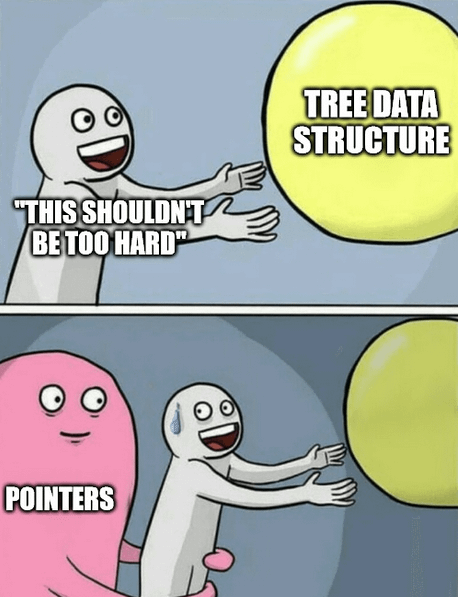 TREE DATA
STRUCTURE
"THIS SHOULDN'T
BE TOO HARD"
POINTERS